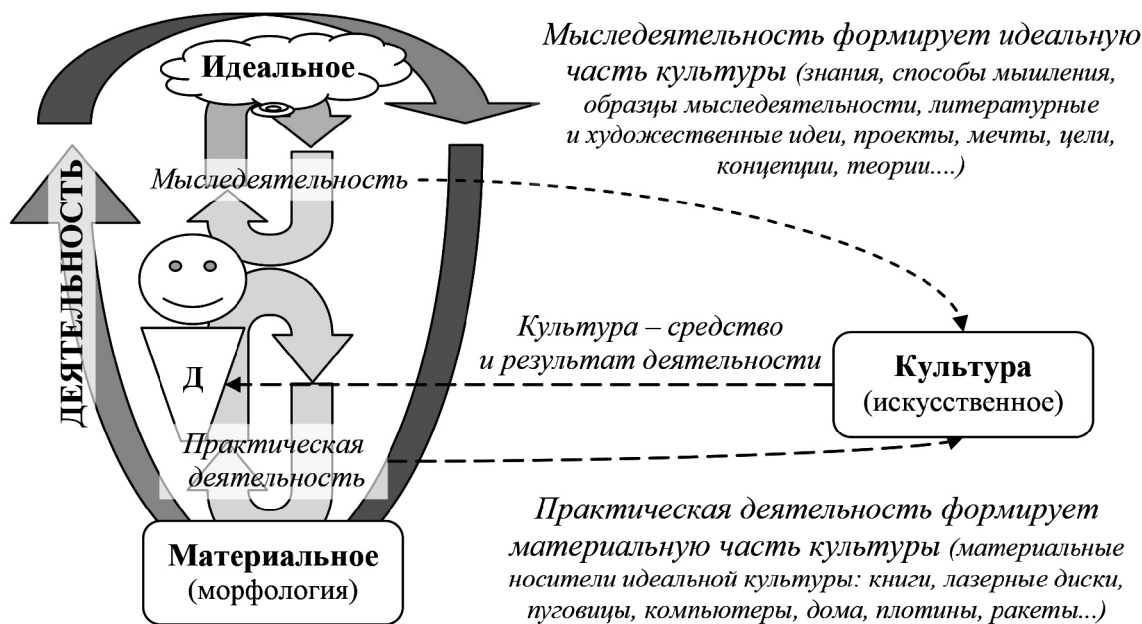 Идеальное
Мыследеятельность
ДЕЯТЕЛЬНОСТЬ
Д
Практическая
деятельность
Материальное
(морфология)
Мыследеятельность формирует идеальную
часть культуры (знания, способы мышления,
образцы мыследеятельности, литературные
и художественные идеи, проекты, мечты, цели,
концепции, теории....)
Культура – средство
и результат деятельности
Культура
(искусственное)
Практическая деятельность формирует
материальную часть культуры (материальные
носители идеальной культуры: книги, лазерные диски,
пуговицы, компьютеры, дома, плотины, ракеты...)